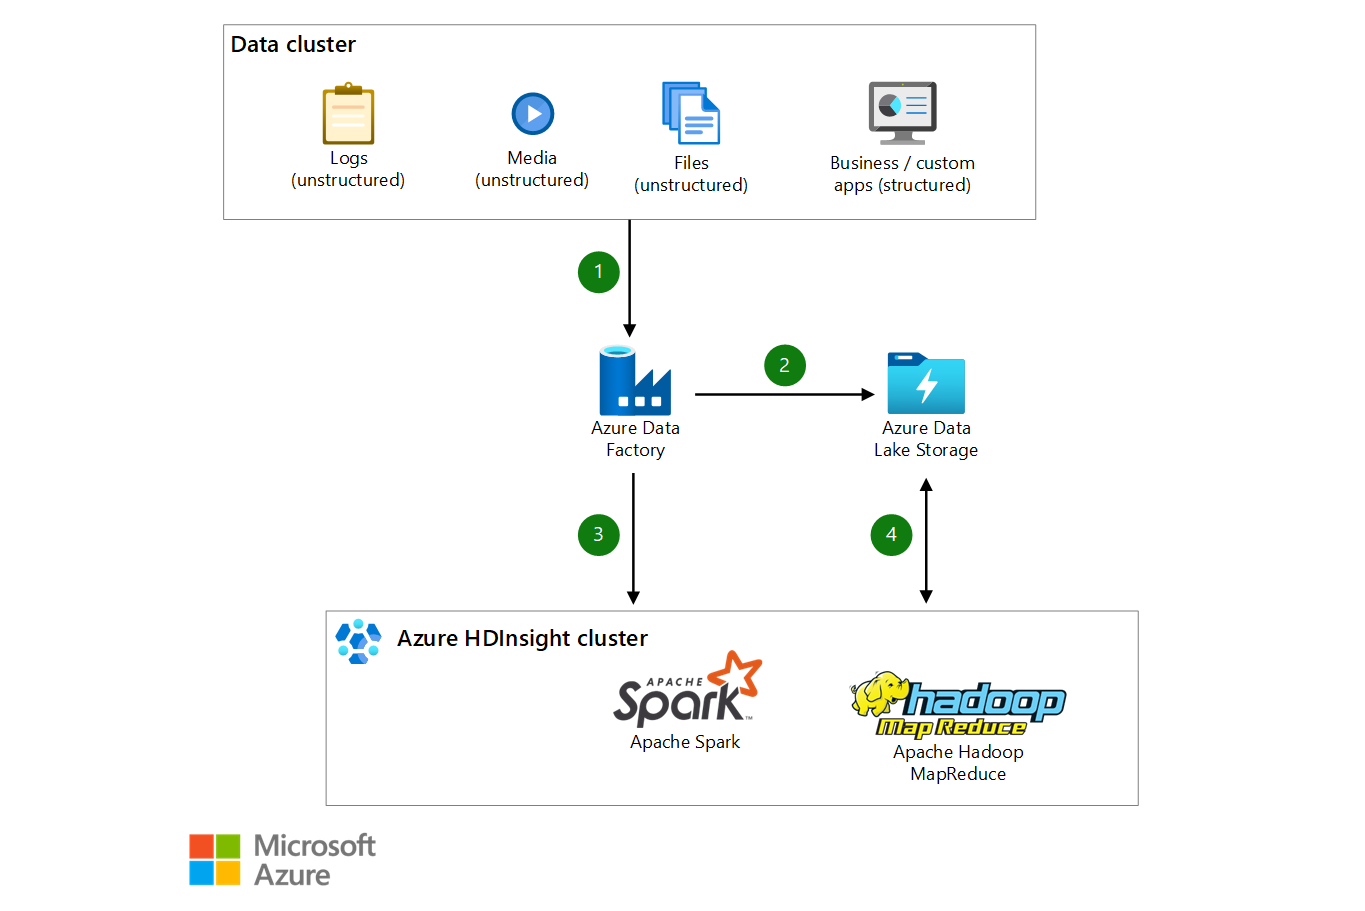 Data cluster
Logs
(unstructured)
Media
(unstructured)
Files
(unstructured)
Business / custom
apps (structured)
1
2
Azure Data
Factory
Azure Data
Lake Storage
3
4
Azure HDInsight cluster
APACHE
Spark™
Apache Spark
hadoop
Map Reduce
Apache Hadoop
MapReduce
Microsoft
Azure